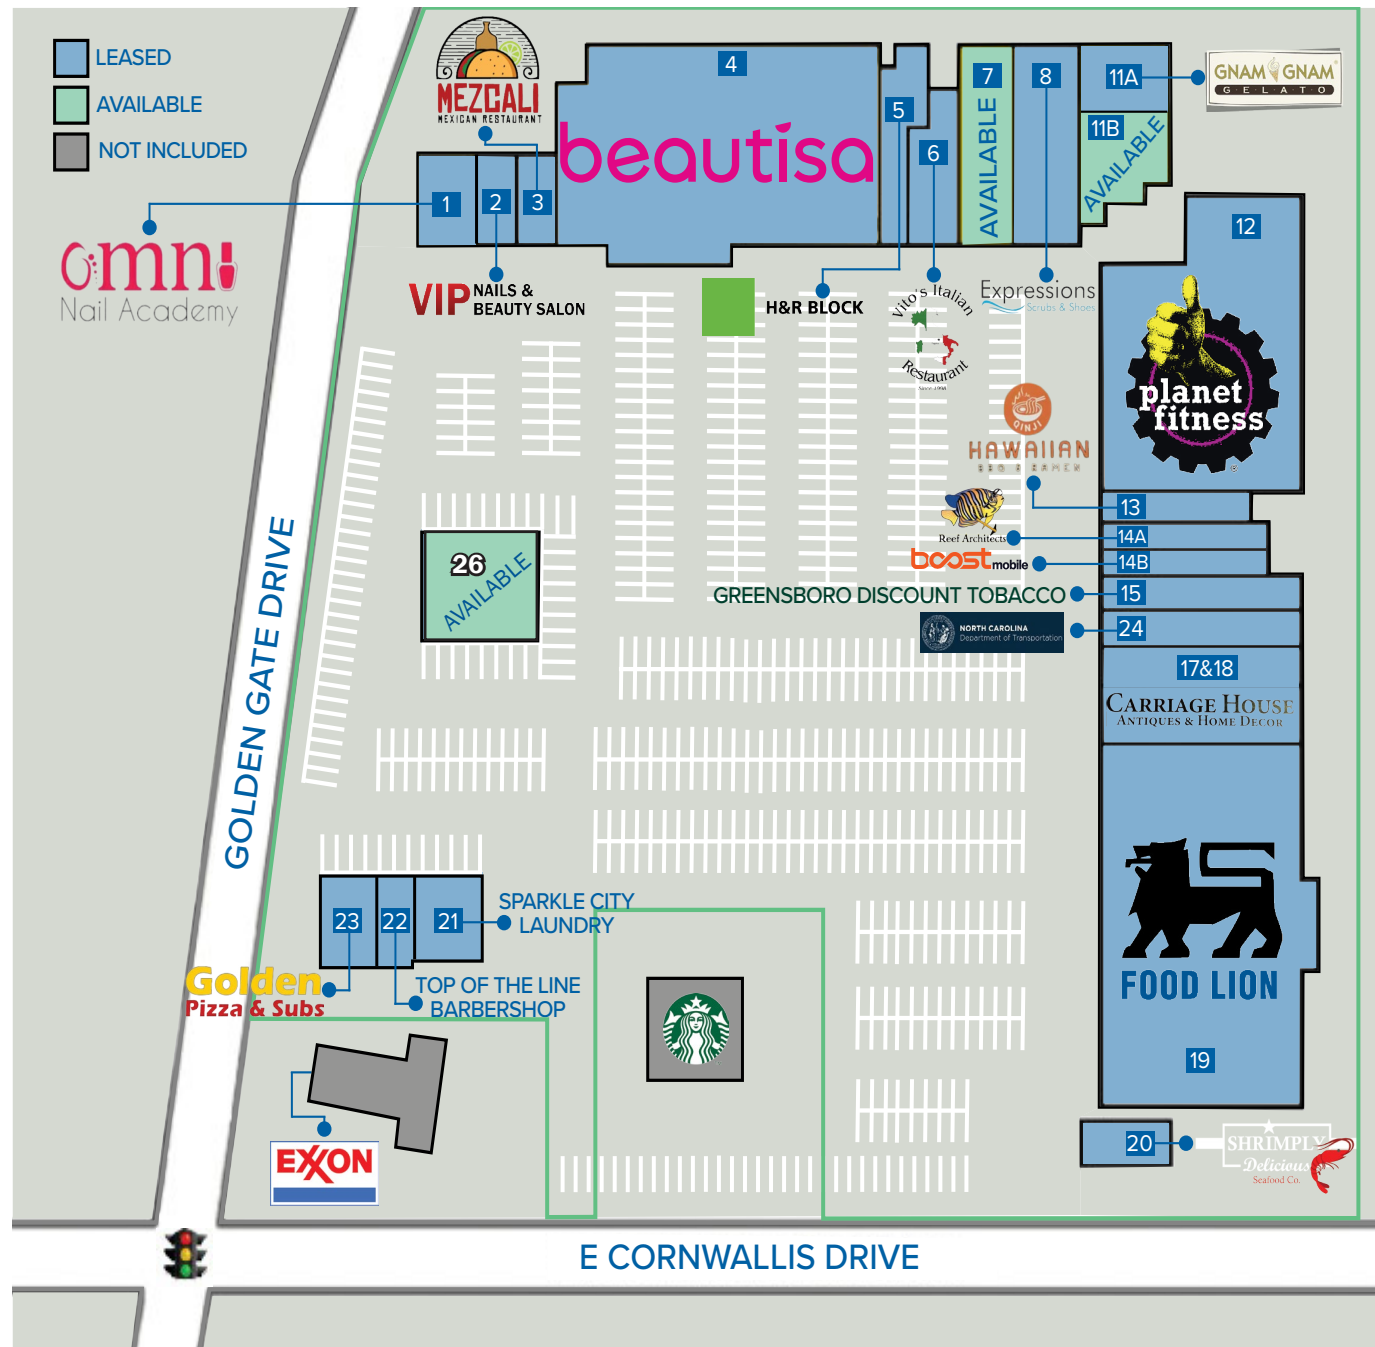 LEASED
AVAILABLE
NOT INCLUDED
MEZCALI
MEXICAN RESTAURANT
4
beautisa
5
6
7
AVAILABLE
8
11A
GNAM GNAM
GELATO
11B
AVAILABLE
1
2
3
omni
Nail Academy
VIP NAILS &
BEAUTY SALON
H&R BLOCK
Vito's Italian
Restaurant
Since 1998
Expressions
Scrubs & Shoes
12
planet
fitness
QINJI
HAWAIIAN
BBQ & RAMEN
13
Reef Architects
14A
boost mobile
14B
GREENSBORO DISCOUNT TOBACCO
15
NORTH CAROLINA
Department of Transportation
24
17&18
CARRIAGE HOUSE
ANTIQUES & HOME DECOR
26
AVAILABLE
GOLDEN GATE DRIVE
23
22
21
SPARKLE CITY
LAUNDRY
Golden
Pizza & Subs
TOP OF THE LINE
BARBERSHOP
FOOD LION
19
EXXON
20
SHRIMPLY
Delicious
Seafood Co.
E CORNWALLIS DRIVE